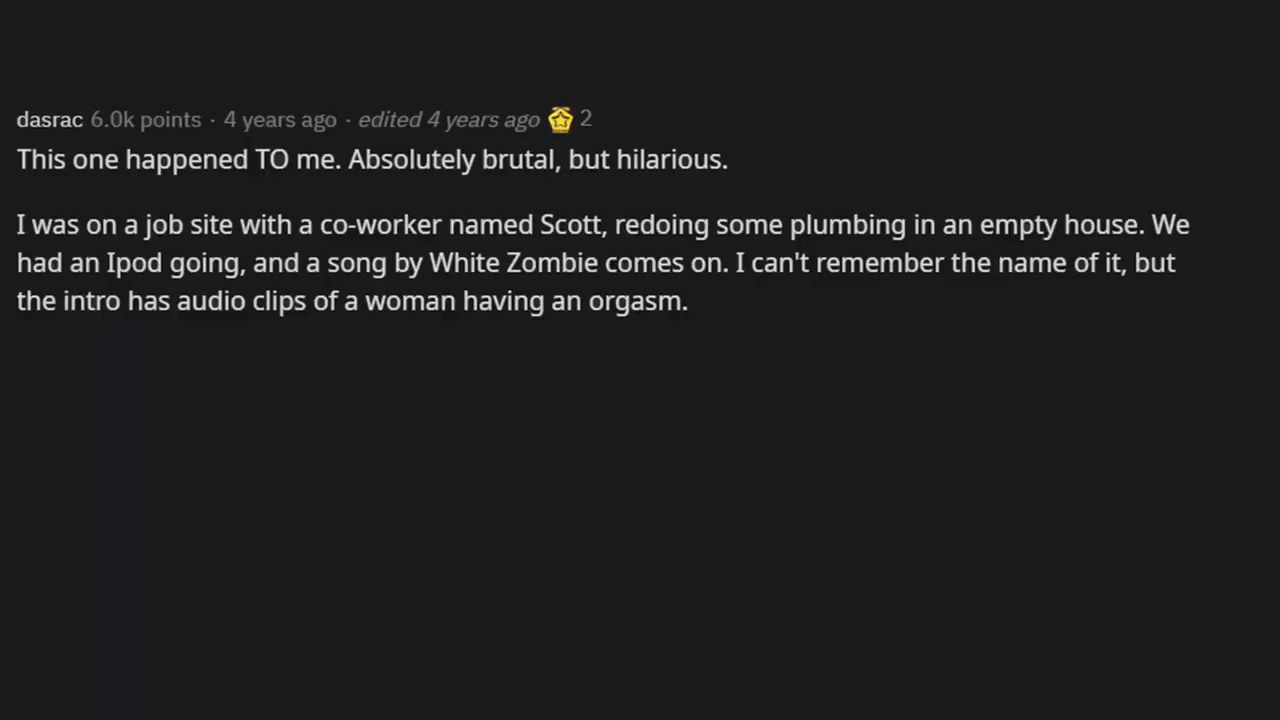 dasrac 6.0k points · 4 years ago · edited 4 years ago 2
This one happened TO me. Absolutely brutal, but hilarious.
I was on a job site with a co-worker named Scott, redoing some plumbing in an empty house. We
had an Ipod going, and a song by White Zombie comes on. I can't remember the name of it, but
the intro has audio clips of a woman having an orgasm.